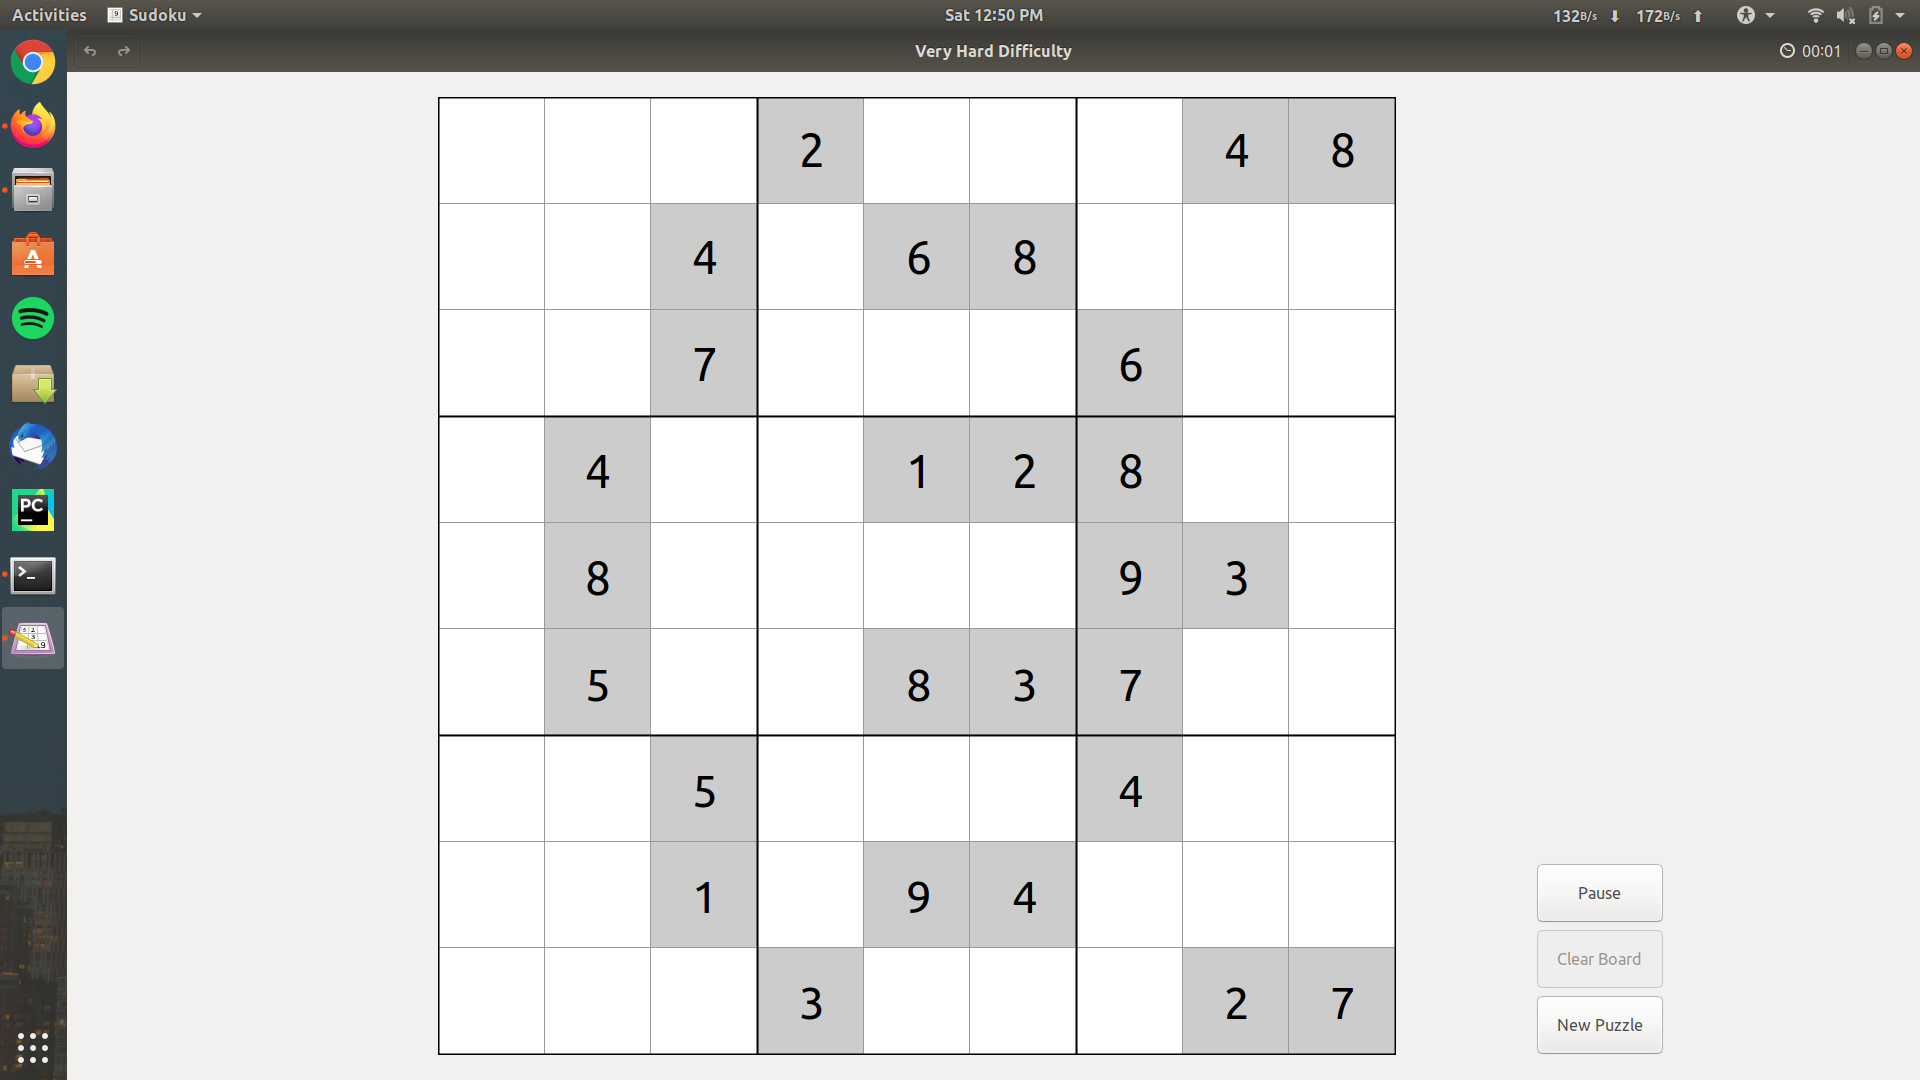 Activities Sudoku Sat 12:50 PM 132B/s 172B/s
Very Hard Difficulty 00:01
2 4 8
4 6 8
7 6
4 1 2 8
8 9 3
5 8 3 7
5 4
1 9 4
3 2 7
PC
Pause
Clear Board
New Puzzle